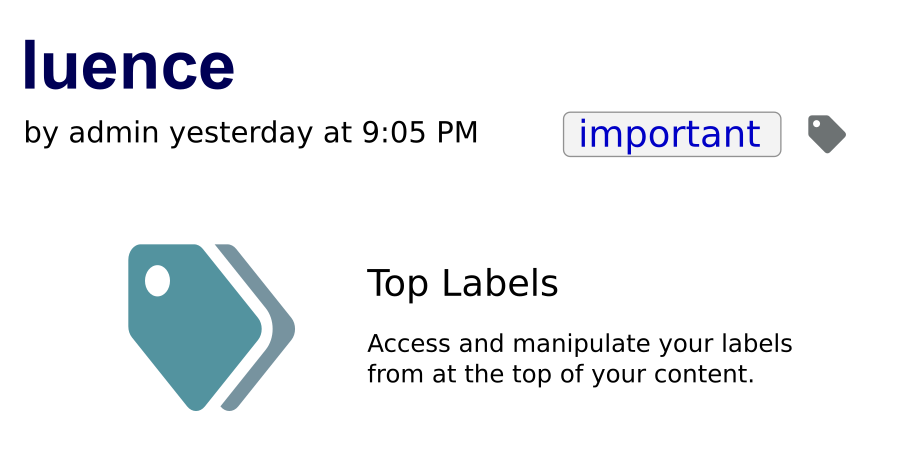 luence
by admin yesterday at 9:05 PM
important
Top Labels
Access and manipulate your labels
from at the top of your content.